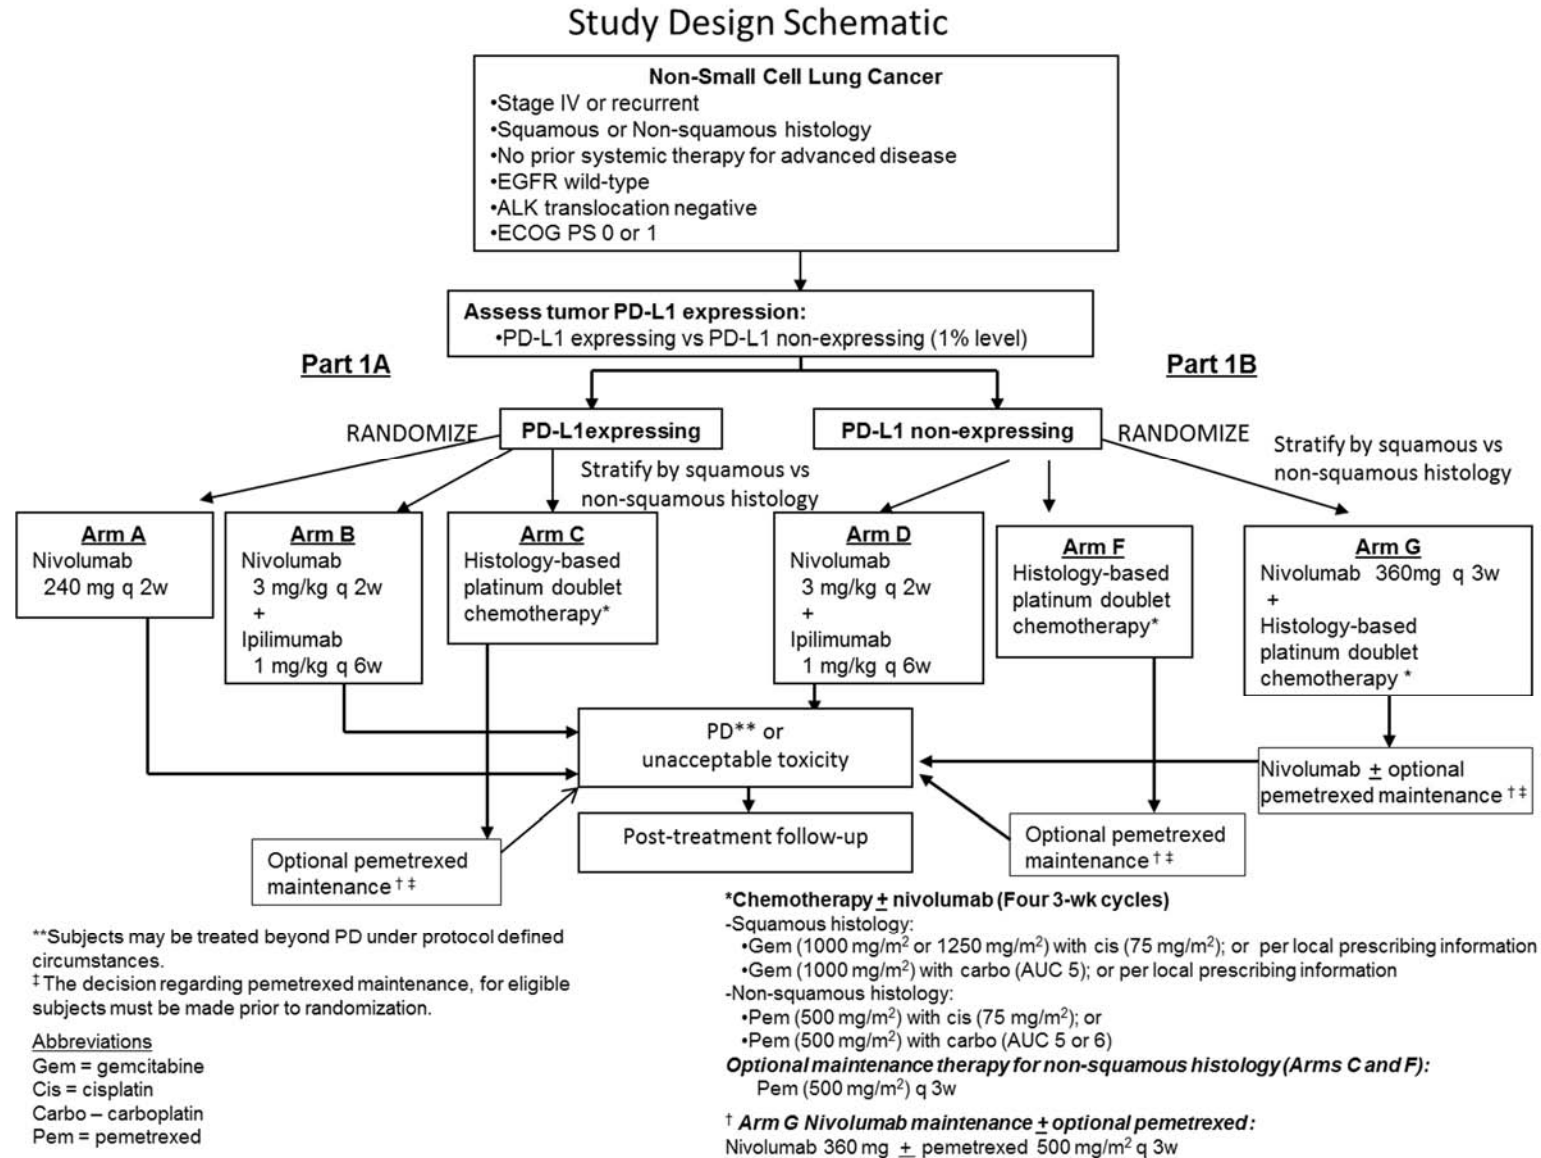 Study Design Schematic
Non-Small Cell Lung Cancer
•Stage IV or recurrent
•Squamous or Non-squamous histology
•No prior systemic therapy for advanced disease
•EGFR wild-type
•ALK translocation negative
•ECOG PS 0 or 1
Assess tumor PD-L1 expression:
•PD-L1 expressing vs PD-L1 non-expressing (1% level)
Part 1A
Part 1B
RANDOMIZE
PD-L1expressing
PD-L1 non-expressing
RANDOMIZE
Stratify by squamous vs
non-squamous histology
Stratify by squamous vs
non-squamous histology
Arm A
Nivolumab
240 mg q 2w
Arm B
Nivolumab
3 mg/kg q 2w
+
Ipilimumab
1 mg/kg q 6w
Arm C
Histology-based
platinum doublet
chemotherapy*
Arm D
Nivolumab
3 mg/kg q 2w
+
Ipilimumab
1 mg/kg q 6w
Arm F
Histology-based
platinum doublet
chemotherapy*
Arm G
Nivolumab 360mg q 3w
+
Histology-based
platinum doublet
chemotherapy *
PD** or
unacceptable toxicity
Nivolumab ± optional
pemetrexed maintenance † ‡
Post-treatment follow-up
Optional pemetrexed
maintenance † ‡
Optional pemetrexed
maintenance † ‡
**Subjects may be treated beyond PD under protocol defined
circumstances.
‡ The decision regarding pemetrexed maintenance, for eligible
subjects must be made prior to randomization.
Abbreviations
Gem = gemcitabine
Cis = cisplatin
Carbo – carboplatin
Pem = pemetrexed
*Chemotherapy ± nivolumab (Four 3-wk cycles)
-Squamous histology:
•Gem (1000 mg/m² or 1250 mg/m²) with cis (75 mg/m²); or per local prescribing information
•Gem (1000 mg/m²) with carbo (AUC 5); or per local prescribing information
-Non-squamous histology:
•Pem (500 mg/m²) with cis (75 mg/m²); or
•Pem (500 mg/m²) with carbo (AUC 5 or 6)
Optional maintenance therapy for non-squamous histology (Arms C and F):
Pem (500 mg/m²) q 3w
† Arm G Nivolumab maintenance ± optional pemetrexed:
Nivolumab 360 mg ± pemetrexed 500 mg/m² q 3w